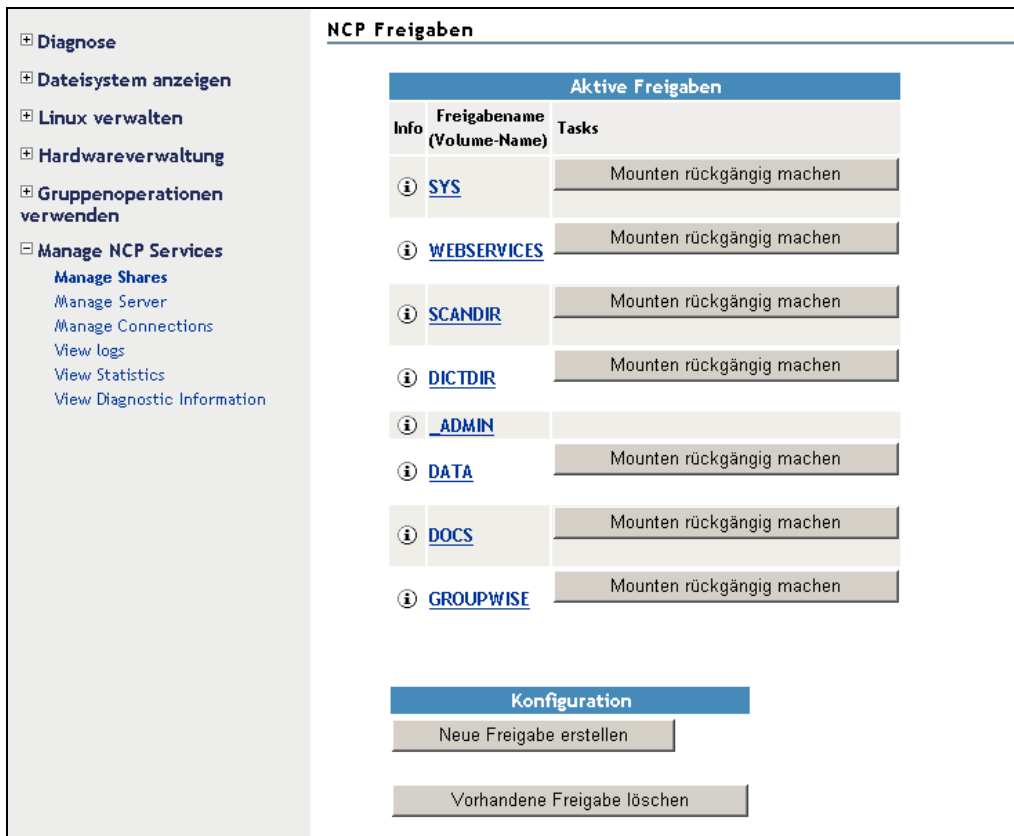 Diagnose
Dateisystem anzeigen
Linux verwalten
Hardwareverwaltung
Gruppenoperationen
verwenden
Manage NCP Services
Manage Shares
Manage Server
Manage Connections
View logs
View Statistics
View Diagnostic Information
NCP Freigaben
Aktive Freigaben
Info Freigabename (Volume-Name) Tasks
SYS Mounten rückgängig machen
WEBSERVICES Mounten rückgängig machen
SCANDIR Mounten rückgängig machen
DICTDIR Mounten rückgängig machen
_ADMIN
DATA Mounten rückgängig machen
DOCS Mounten rückgängig machen
GROUPWISE Mounten rückgängig machen
Konfiguration
Neue Freigabe erstellen
Vorhandene Freigabe löschen